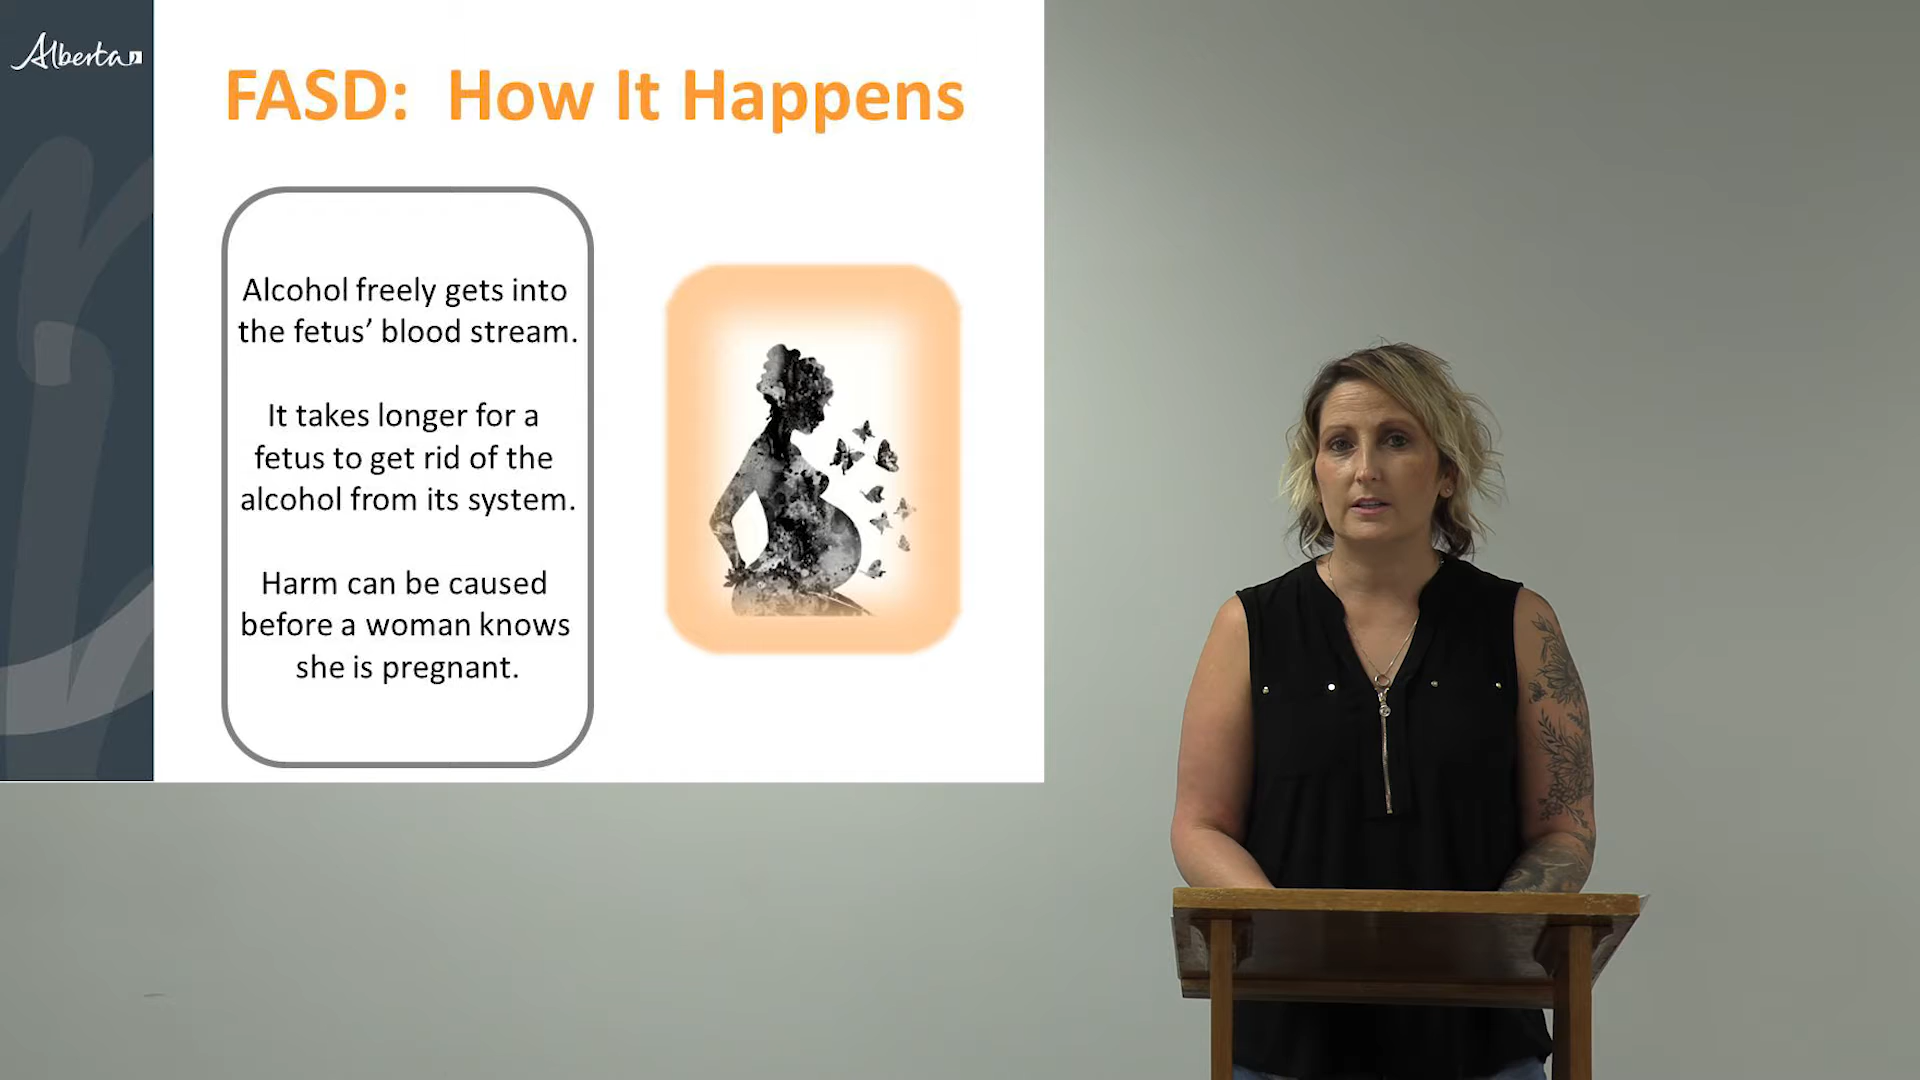 Alberta
FASD: How It Happens
Alcohol freely gets into
the fetus’ blood stream.
It takes longer for a
fetus to get rid of the
alcohol from its system.
Harm can be caused
before a woman knows
she is pregnant.